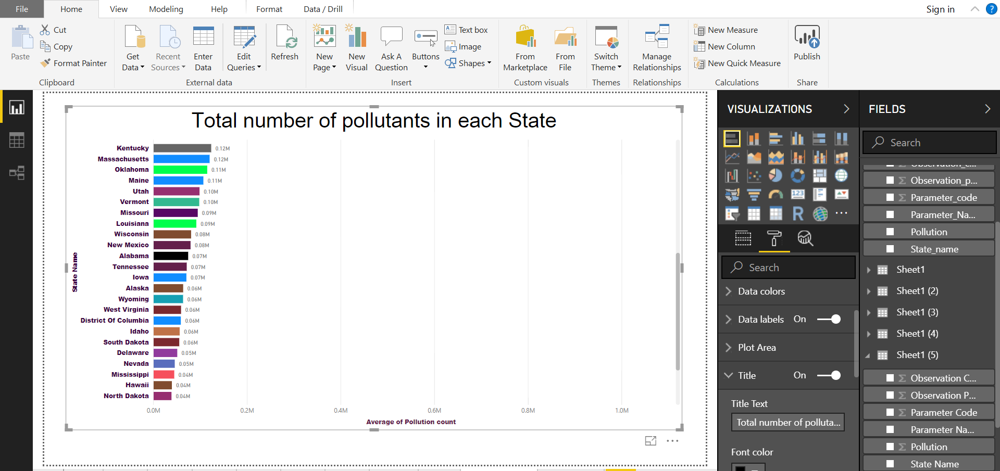 File Home View Modeling Help Format Data / Drill Sign in ?
Paste
Cut
Copy
Format Painter
Clipboard
Get Data
Recent Sources
Enter Data
Edit Queries
Refresh
External data
New Page
New Visual
Ask A Question
Buttons
Text box
Image
Shapes
Insert
From Marketplace
From File
Custom visuals
Switch Theme
Themes
Manage Relationships
Relationships
New Measure
New Column
New Quick Measure
Calculations
Publish
Share
Total number of pollutants in each State
State Name
Kentucky 0.12M
Massachusetts 0.12M
Oklahoma 0.11M
Maine 0.11M
Utah 0.10M
Vermont 0.10M
Missouri 0.09M
Louisiana 0.09M
Wisconsin 0.08M
New Mexico 0.08M
Alabama 0.07M
Tennessee 0.07M
Iowa 0.07M
Alaska 0.06M
Wyoming 0.06M
West Virginia 0.06M
District Of Columbia 0.06M
Idaho 0.06M
South Dakota 0.06M
Delaware 0.05M
Nevada 0.05M
Mississippi 0.04M
Hawaii 0.04M
North Dakota 0.04M
0.0M 0.2M 0.4M 0.6M 0.8M 1.0M
Average of Pollution count
VISUALIZATIONS
123
R
Search
Data colors
Data labels On
Plot Area
Title On
Title Text
Total number of polluta...
Font color
FIELDS
Search
Observation_p...
Parameter_code
Parameter_Na...
Pollution
State_name
Sheet1
Sheet1 (2)
Sheet1 (3)
Sheet1 (4)
Sheet1 (5)
Observation C...
Observation P...
Parameter Code
Parameter Na...
Pollution
State Name